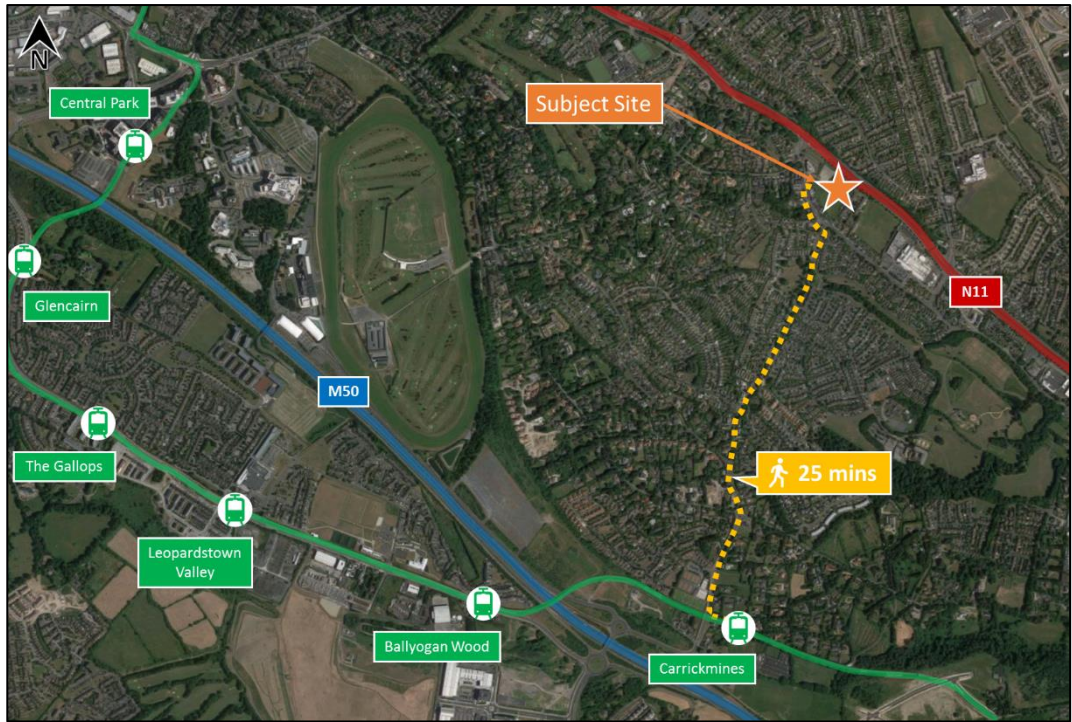 N
Central Park
Subject Site
Glencairn
N11
M50
The Gallops
25 mins
Leopardstown
Valley
Ballyogan Wood
Carrickmines